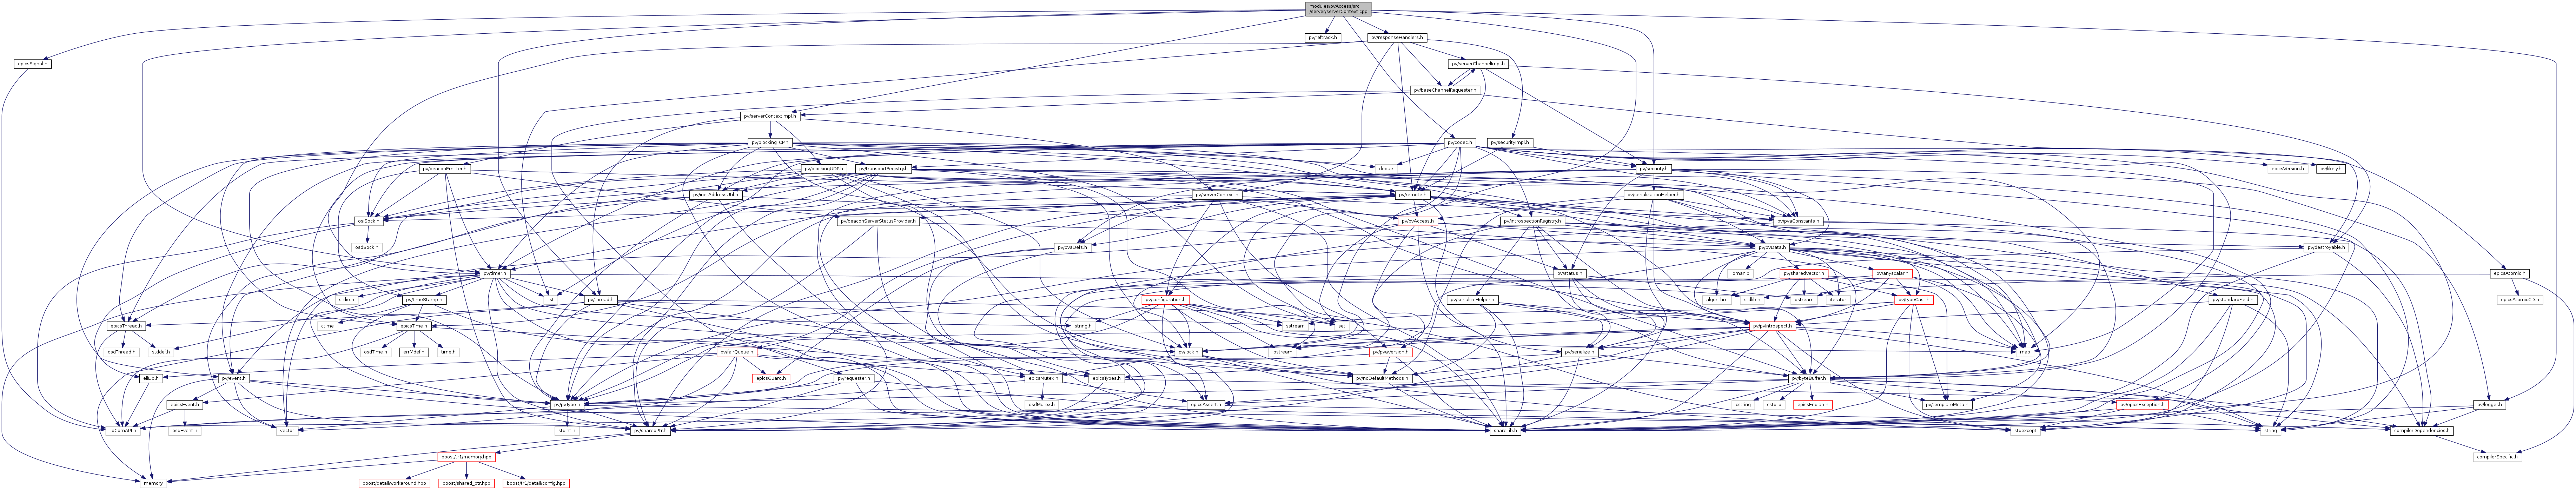 modules/pvAccess/src
/server/serverContext.cpp
pv/reftrack.h
pv/responseHandlers.h
epicsSignal.h
pv/serverChannelImpl.h
pv/baseChannelRequester.h
pv/serverContextImpl.h
pv/blockingTCP.h
pv/codec.h
pv/securityImpl.h
pv/beaconEmitter.h
pv/blockingUDP.h
pv/transportRegistry.h
deque
pv/security.h
epicsVersion.h
pv/likely.h
pv/inetAddressUtil.h
pv/serverContext.h
pv/remote.h
pv/serializationHelper.h
osiSock.h
pv/beaconServerStatusProvider.h
pv/pvAccess.h
pv/introspectionRegistry.h
pv/pvaConstants.h
osdSock.h
pv/pvaDefs.h
pv/pvData.h
pv/destroyable.h
pv/timer.h
pv/status.h
iomanip
pv/sharedVector.h
pv/anyscalar.h
epicsAtomic.h
stdio.h
pv/timeStamp.h
list
pv/thread.h
pv/configuration.h
pv/serializeHelper.h
algorithm
stdlib.h
ostream
iterator
pv/typeCast.h
pv/standardField.h
epicsAtomicCD.h
epicsThread.h
ctime
epicsTime.h
string.h
sstream
set
pv/pvIntrospect.h
osdThread.h
stddef.h
osdTime.h
errMdef.h
time.h
pv/fairQueue.h
pv/lock.h
iostream
pv/pvaVersion.h
pv/serialize.h
map
elfLib.h
pv/event.h
epicsGuard.h
pv/requester.h
epicsMutex.h
epicsTypes.h
pv/noDefaultMethods.h
pv/byteBuffer.h
epicsEvent.h
pv/pvType.h
osdMutex.h
epicsAssert.h
cstring
cstdlib
epicsEndian.h
pv/templateMeta.h
pv/epicsException.h
pv/logger.h
libComAPI.h
osdEvent.h
vector
stdint.h
pv/sharedPtr.h
shareLib.h
stdexcept
string
compilerDependencies.h
boost/tr1/memory.hpp
compilerSpecific.h
memory
boost/detail/workaround.hpp
boost/shared_ptr.hpp
boost/tr1/detail/config.hpp